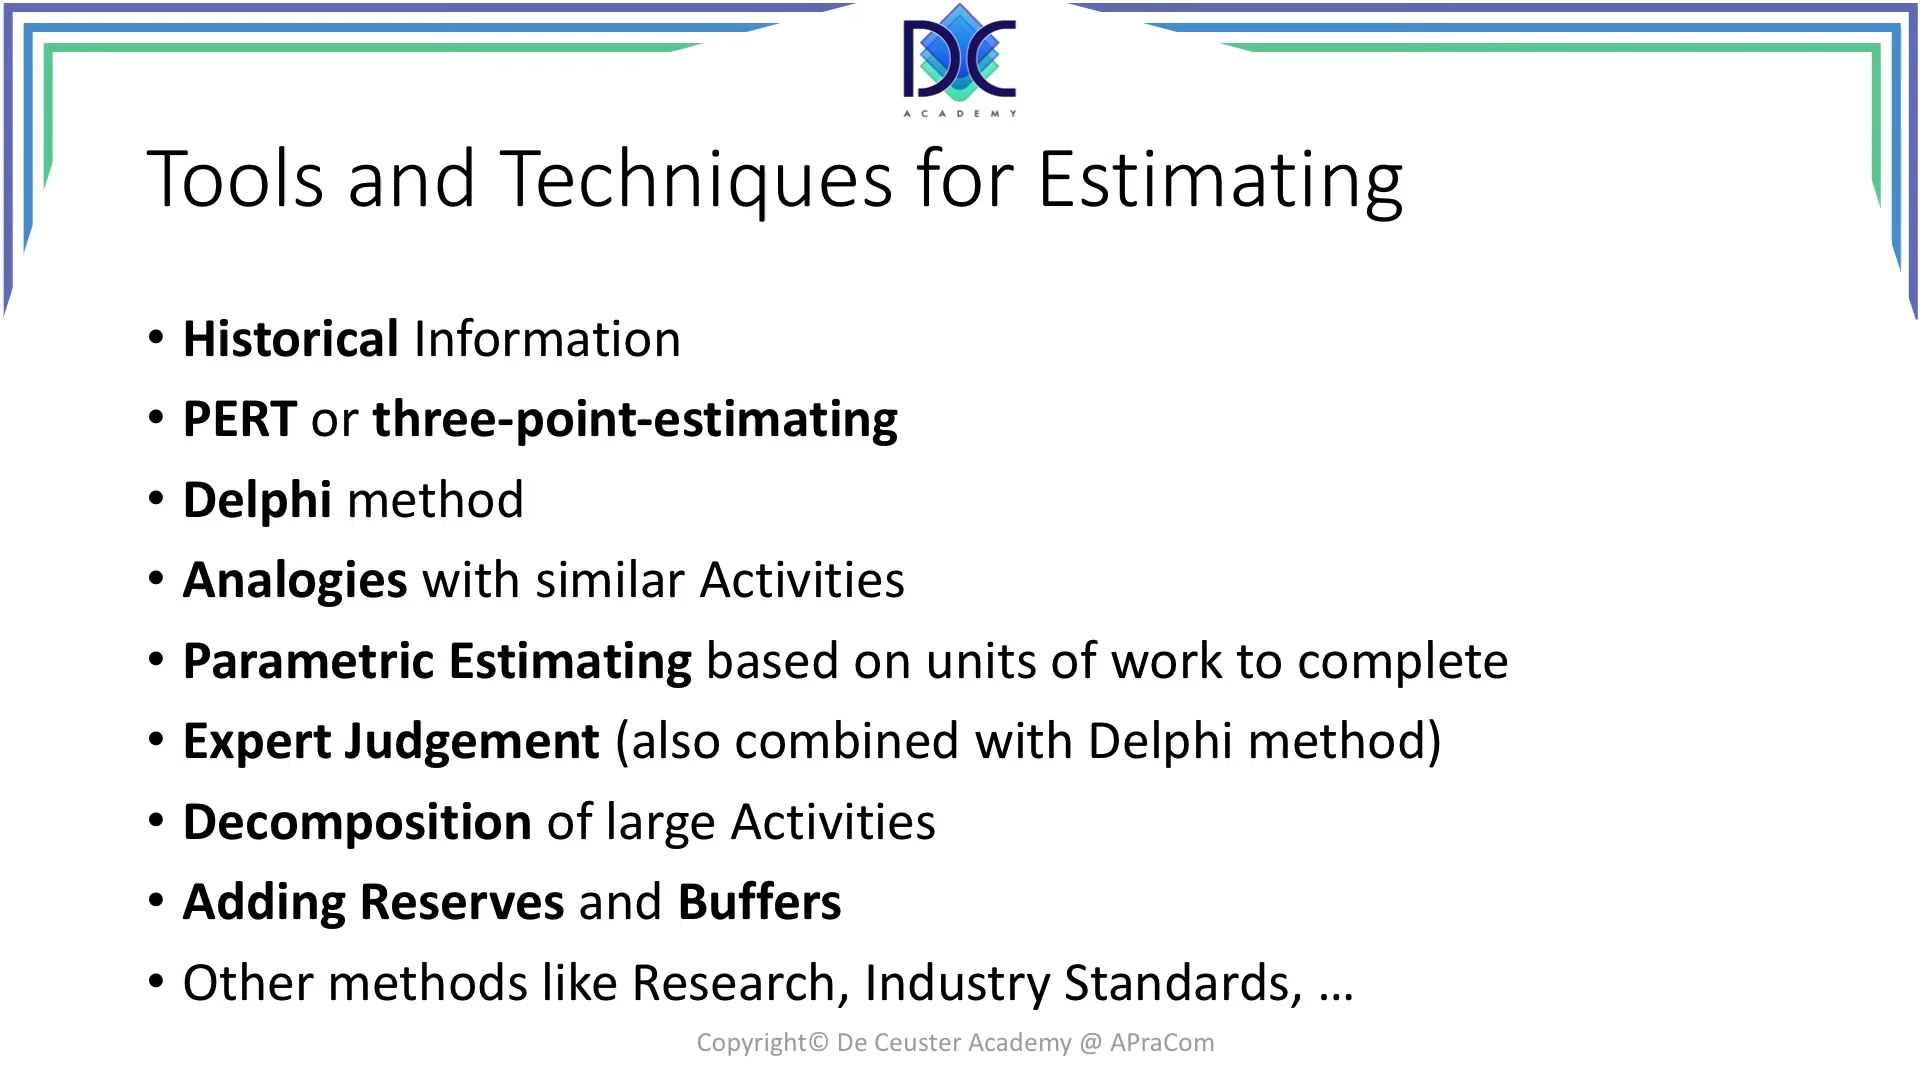 DC
ACADEMY
Tools and Techniques for Estimating
• Historical Information
• PERT or three-point-estimating
• Delphi method
• Analogies with similar Activities
• Parametric Estimating based on units of work to complete
• Expert Judgement (also combined with Delphi method)
• Decomposition of large Activities
• Adding Reserves and Buffers
• Other methods like Research, Industry Standards, …
Copyright© De Ceuster Academy @ APraCom